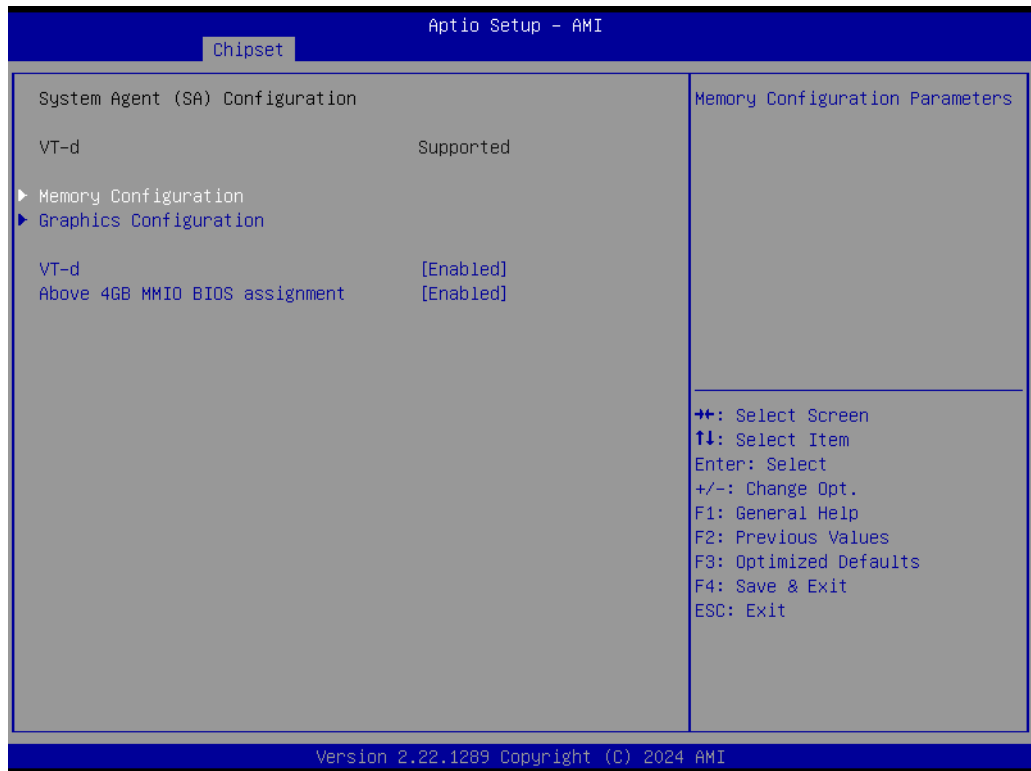 Aptio Setup – AMI
Chipset
System Agent (SA) Configuration
VT-d Supported
Memory Configuration
Graphics Configuration
VT-d [Enabled]
Above 4GB MMIO BIOS assignment [Enabled]
Memory Configuration Parameters
→←: Select Screen
↑↓: Select Item
Enter: Select
+/-: Change Opt.
F1: General Help
F2: Previous Values
F3: Optimized Defaults
F4: Save & Exit
ESC: Exit
Version 2.22.1289 Copyright (C) 2024 AMI